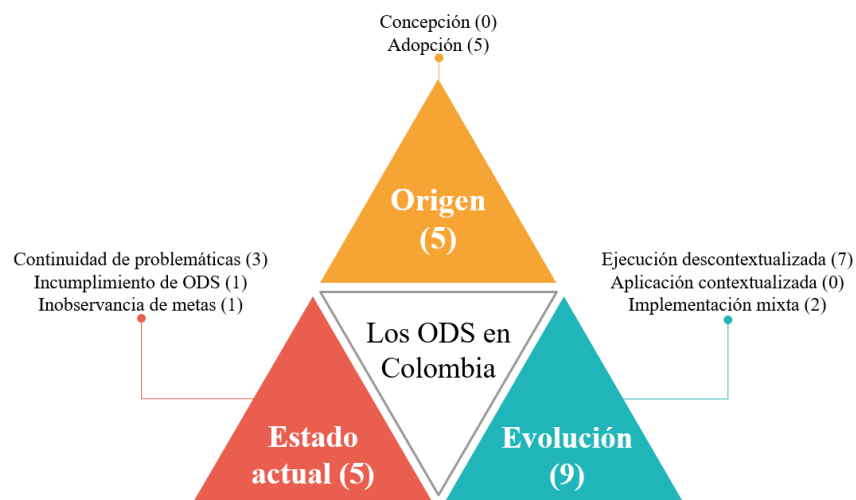 Concepción (0)
Adopción (5)
Origen
(5)
Continuidad de problemáticas (3)
Incumplimiento de ODS (1)
Inobservancia de metas (1)
Ejecución descontextualizada (7)
Aplicación contextualizada (0)
Implementación mixta (2)
Los ODS en
Colombia
Estado
actual (5)
Evolución
(9)